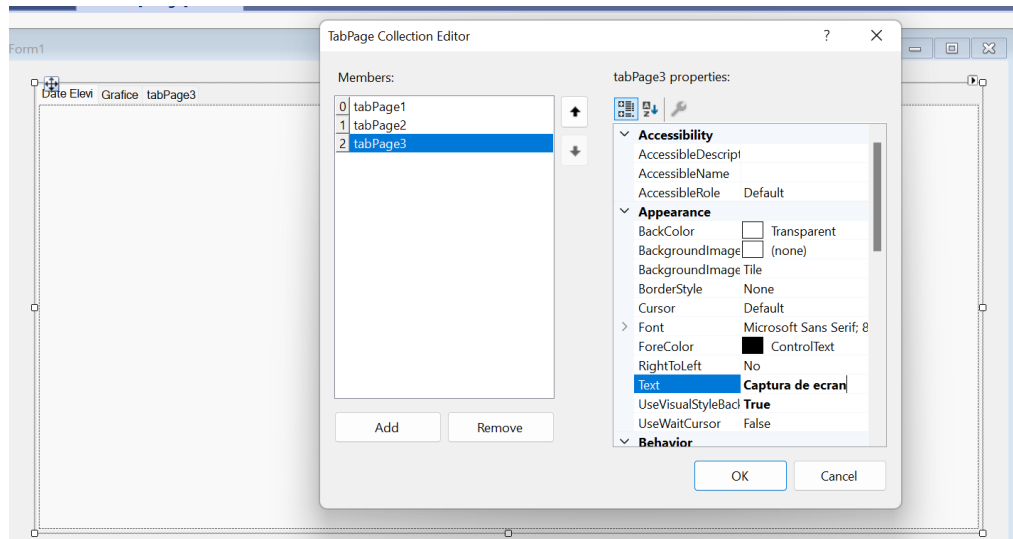 Form1
Date Elevi Grafice tabPage3
TabPage Collection Editor
?
Members:
0 tabPage1
1 tabPage2
2 tabPage3
Add
Remove
tabPage3 properties:
Accessibility
AccessibleDescript
AccessibleName
AccessibleRole Default
Appearance
BackColor Transparent
BackgroundImage (none)
BackgroundImage Tile
BorderStyle None
Cursor Default
Font Microsoft Sans Serif; 8
ForeColor ControlText
RightToLeft No
Text Captura de ecran
UseVisualStyleBack True
UseWaitCursor False
Behavior
OK
Cancel